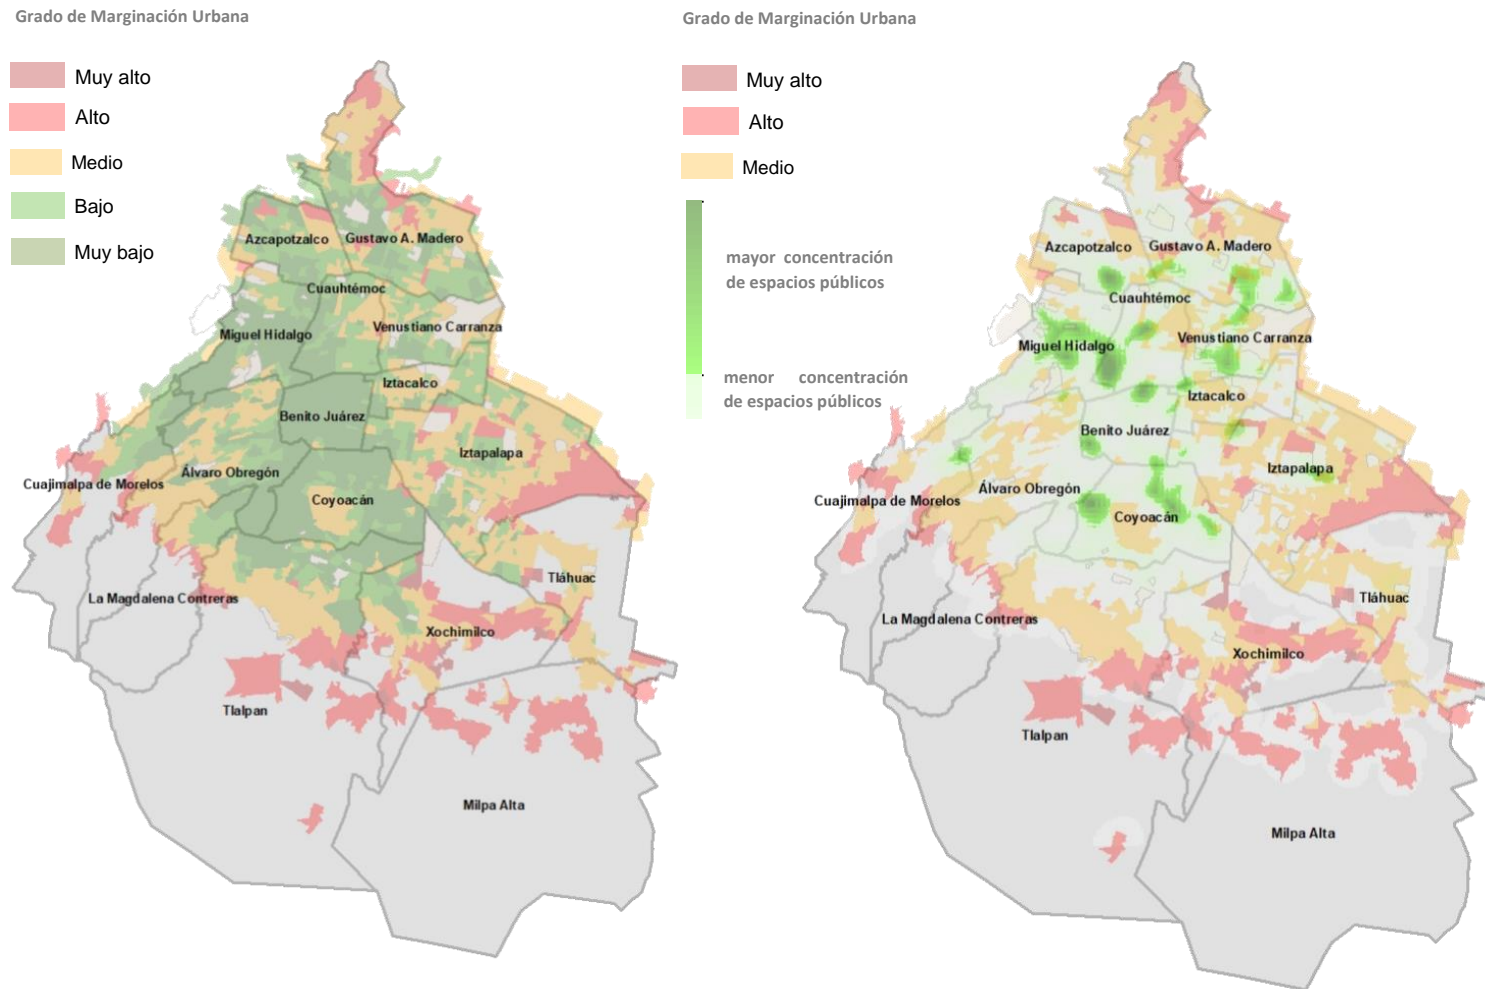 Grado de Marginación Urbana
Muy alto
Alto
Medio
Bajo
Muy bajo
Azcapotzalco
Gustavo A. Madero
Cuauhtémoc
Miguel Hidalgo
Venustiano Carranza
Iztacalco
Benito Juárez
Iztapalapa
Álvaro Obregón
Cuajimalpa de Morelos
Coyoacán
Tláhuac
La Magdalena Contreras
Xochimilco
Tlalpan
Milpa Alta
Grado de Marginación Urbana
Muy alto
Alto
Medio
mayor concentración
de espacios públicos
menor concentración
de espacios públicos
Azcapotzalco
Gustavo A. Madero
Cuauhtémoc
Miguel Hidalgo
Venustiano Carranza
Iztacalco
Benito Juárez
Iztapalapa
Álvaro Obregón
Cuajimalpa de Morelos
Coyoacán
Tláhuac
La Magdalena Contreras
Xochimilco
Tlalpan
Milpa Alta